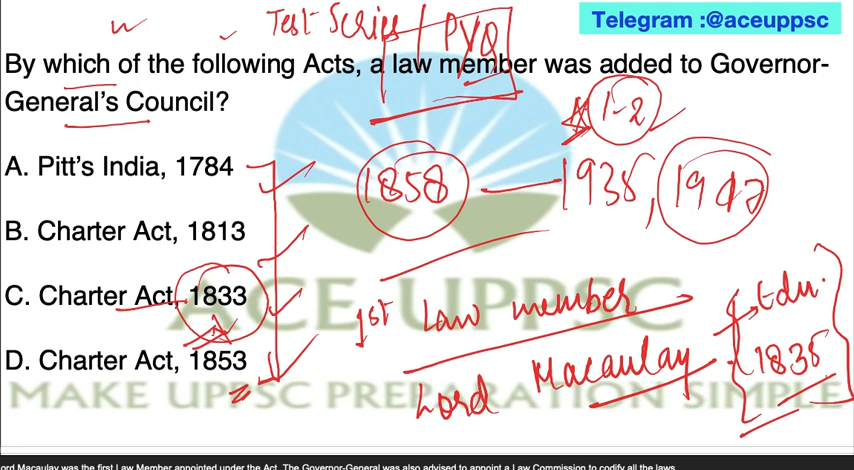 Test Series / PYQ
Telegram :@aceuppsc
By which of the following Acts, a law member was added to Governor-
General's Council?
1-2
A. Pitt's India, 1784
1858 — 1935, 1947
B. Charter Act, 1813
C. Charter Act, 1833
1st Law member
Edu.
D. Charter Act, 1853
Lord Macaulay
1835
ACE UPPSC
MAKE UPPSC PREPARATION SIMPLE
ord Macaulay was the first Law Member appointed under the Act. The Governor-General was also advised to appoint a Law Commission to codify all the laws